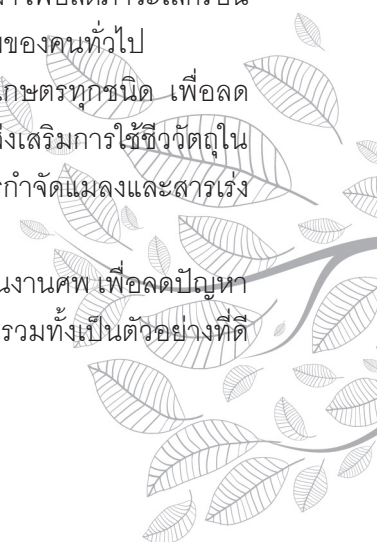 ของคนทั่วไป
เกษตรทุกชนิด เพื่อลด
ส่งเสริมการใช้ชีววัตถุใน
กำจัดแมลงและสารเร่ง
งานศพ เพื่อลดปัญหา
รวมทั้งเป็นตัวอย่างที่ดี